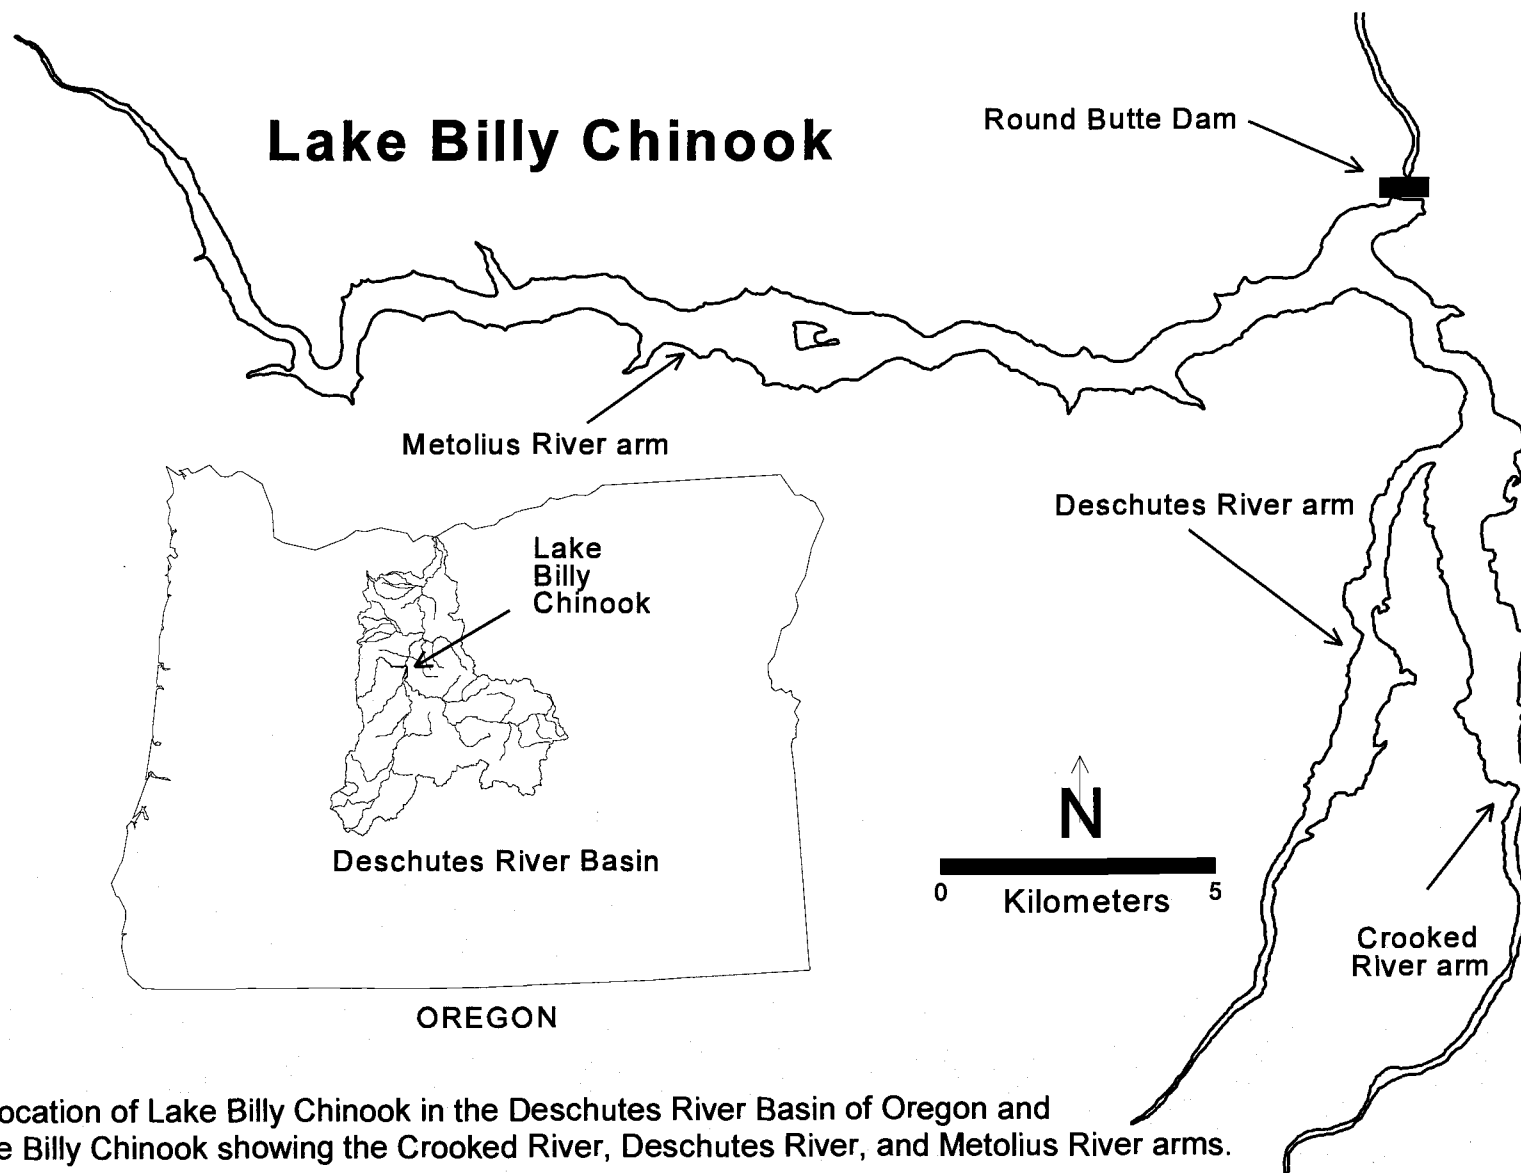 Lake Billy Chinook
Round Butte Dam
Metolius River arm
Deschutes River arm
Lake
Billy
Chinook
Deschutes River Basin
N
0
5
Kilometers
Crooked
River arm
OREGON
ocation of Lake Billy Chinook in the Deschutes River Basin of Oregon and
e Billy Chinook showing the Crooked River, Deschutes River, and Metolius River arms.